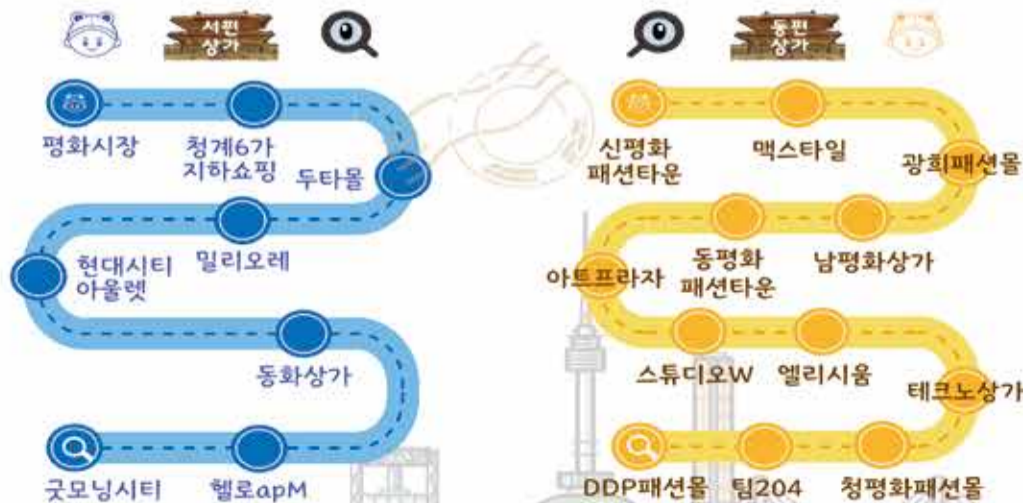 서편
상가
평화시장
청계6가
지하쇼핑
두타몰
밀리오레
현대시티
아울렛
동화상가
헬로apM
굿모닝시티
동편
상가
신평화
패션타운
맥스타일
광희패션몰
남평화상가
동평화
패션타운
아트프라자
스튜디오W
엘리시움
테크노상가
청평화패션몰
팀204
DDP패션몰